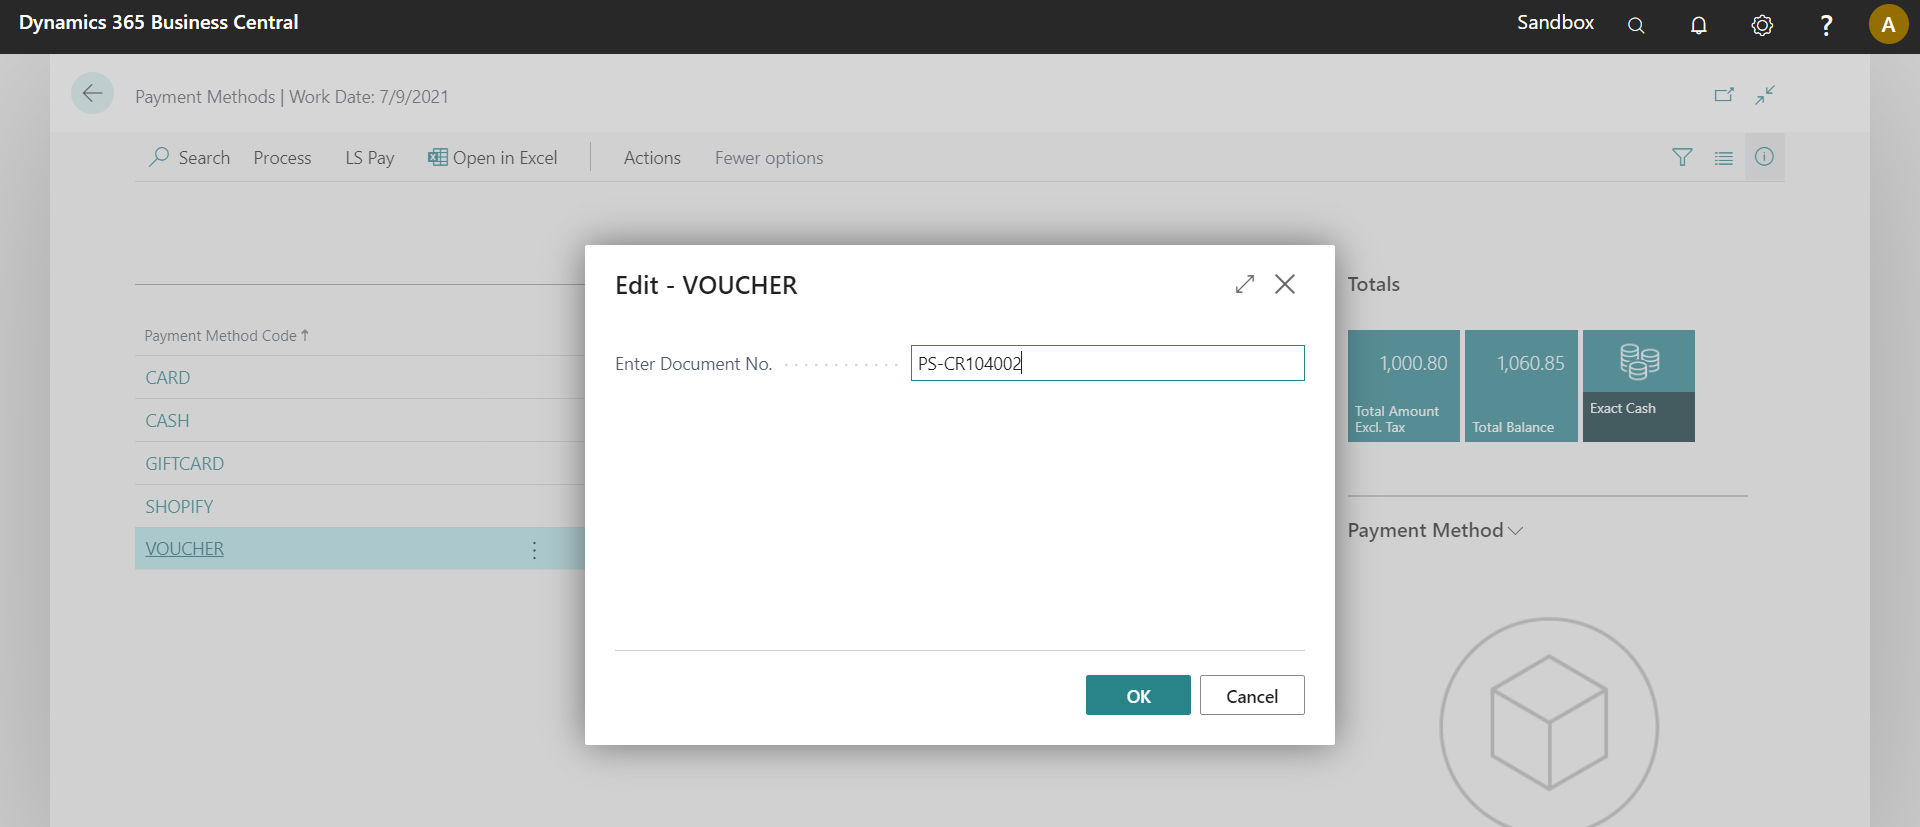 Dynamics 365 Business Central
Sandbox
?
A
Payment Methods | Work Date: 7/9/2021
Search Process LS Pay Open in Excel Actions Fewer options
Edit - VOUCHER
Enter Document No. PS-CR104002
OK Cancel
Payment Method Code ↑
CARD
CASH
GIFTCARD
SHOPIFY
VOUCHER
Totals
1,000.80
Total Amount
Excl. Tax
1,060.85
Total Balance
Exact Cash
Payment Method